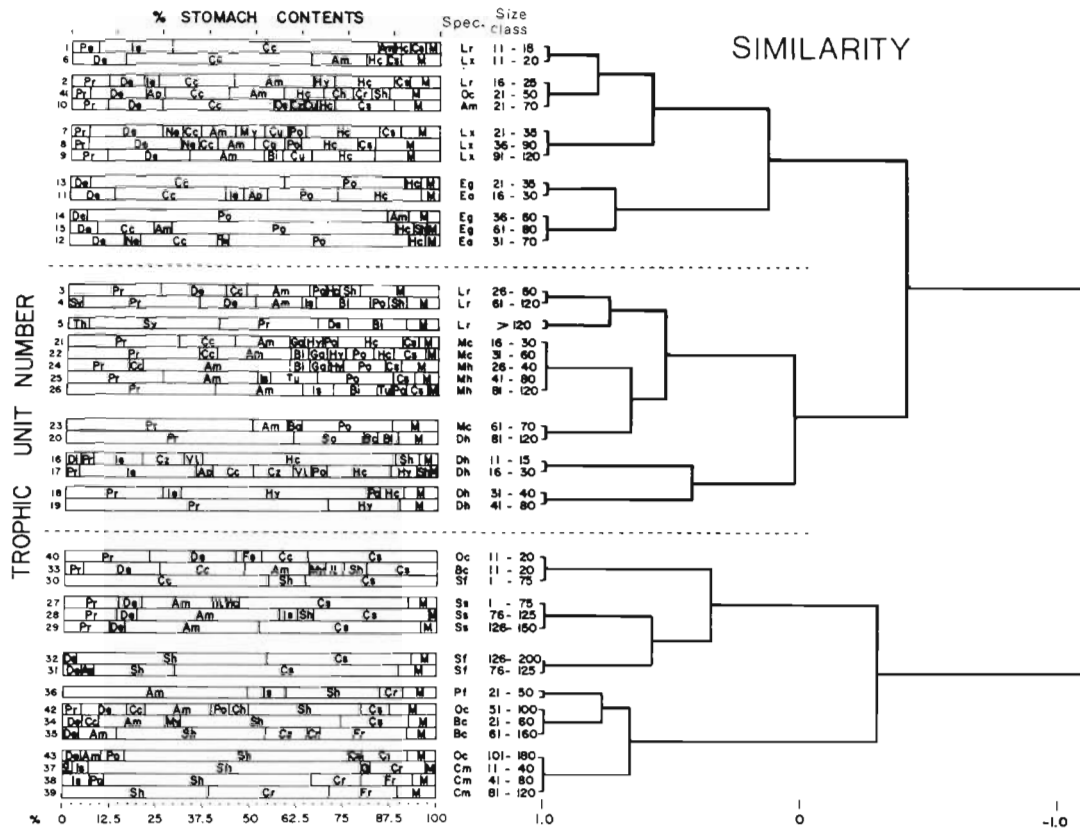 % STOMACH CONTENTS
Spec. Size class
SIMILARITY
TROPHIC UNIT NUMBER
1 Pe Is Cc Am Hc Cs M Lr 11 - 18
6 De Cc Am Hc Cs M Lx 11 - 20
2 Pr De Is Cc Am Hy Hc Cs M Lr 16 - 25
41 Pr De Ap Cc Am Hc Ch Cr Sh M Oc 21 - 50
10 Pr De Cc Hc M Am 21 - 70
7 Pr De Ne Cc Am My Cu Po Hc Cs M Lx 21 - 35
8 Pr De Ne Cc Am Cu Po Hc Cs M Lx 36 - 90
9 Pr De Am Bi Cu Hc M Lx 91 - 120
13 De Cc Po Hc M Eg 21 - 35
11 De Cc Is Ap Po Hc M Ea 16 - 30
14 De Po Am M Eg 36 - 60
15 De Cc Am Po Hc Sh M Eg 61 - 80
12 De Ne Cc Po Hc M Ea 31 - 70
3 Pr De Cc Am Po Hc Sh M Lr 26 - 60
4 Sy Pr De Am Is Bi Po Sh M Lr 61 - 120
5 Th Sy Pr De Bi M Lr > 120
21 Pr Cc Am Ga Hy Po M Mc 16 - 30
22 Pr Cc Am Bi Ga Hy Po Hc Cs M Mc 31 - 60
24 Pr Cc Am Bi Ga Hy Po Cs M Mh 26 - 40
25 Pr Am Is Tu Po Cs M Mh 41 - 80
26 Pr Am Is Bi Tu Po Cs M Mh 81 - 120
23 Pr Am Ba Po M Mc 61 - 70
20 Pr So Ba Bi M Dh 81 - 120
16 Di Pr Is Cz Vi Hc Sh M Dh 11 - 15
17 Pr Is Ap Cc Cz Vi Po Hc Hy Sh M Dh 16 - 30
18 Pr Is Hy Po Hc M Dh 31 - 40
19 Pr Hy M Dh 41 - 80
40 Pr De Fe Cc Cs Oc 11 - 20
33 Pr De Cc Am My Il Sh Cs Bc 11 - 20
30 Cc Sh Cs Sf 1 - 75
27 Pr De Am Cs M Ss 1 - 75
28 Pr De Am Is Sh Cs M Ss 76 - 125
29 Pr De Am Cs M Ss 126 - 150
32 De Sh Cs M Sf 126 - 200
31 De Sh Cs M Sf 76 - 125
36 Am Is Sh Cr M Pf 21 - 50
42 Pr De Cc Am Po Ch Sh Cs M Oc 51 - 100
34 De Cc Am My Sh Cs M Bc 21 - 60
35 De Am Sh Cs Cr Fr M Bc 61 - 160
43 De Am Po Sh Cr M Oc 101 - 180
37 Is Sh Cr M Cm 11 - 40
38 Is Po Sh Cr Fr M Cm 41 - 80
39 Sh Cr Fr M Cm 81 - 120
% 0 12.5 25 37.5 50 62.5 75 87.5 100
%
1.0 0 -1.0